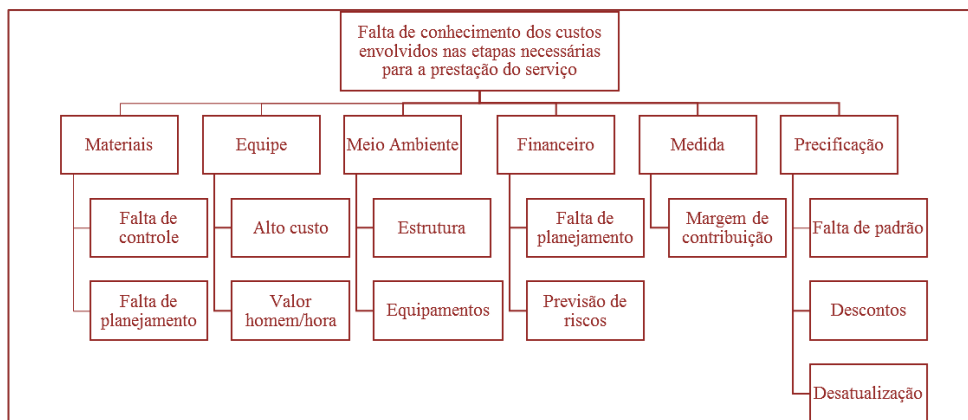 Falta de conhecimento dos custos
envolvidos nas etapas necessárias
para a prestação do serviço
Materiais
Equipe
Meio Ambiente
Financeiro
Medida
Precificação
Falta de
controle
Alto custo
Estrutura
Falta de
planejamento
Margem de
contribuição
Falta de padrão
Falta de
planejamento
Valor
homem/hora
Equipamentos
Previsão de
riscos
Descontos
Desatualização